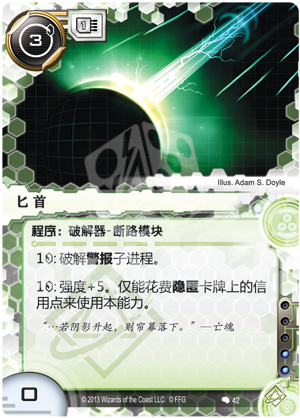 3
Illus. Adam S. Doyle
匕首
程序：破解器-断路模块
1：破解警报子进程。
1：强度+5。仅能花费隐匿卡牌上的信
用点来使用本能力。
“…若阴影升起，则帘幕落下。”—亡魂
© 2013 Wizards of the Coast LLC. © FFG
42
0